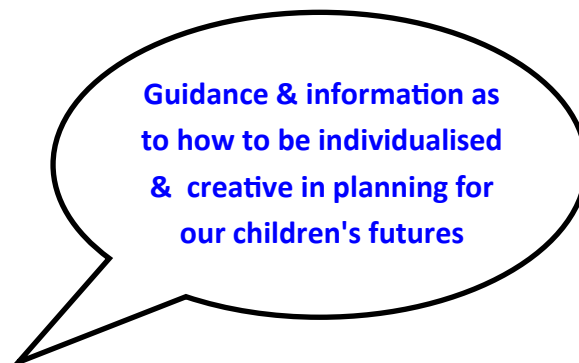 Guidance & information as
to how to be individualised
& creative in planning for
our children's futures